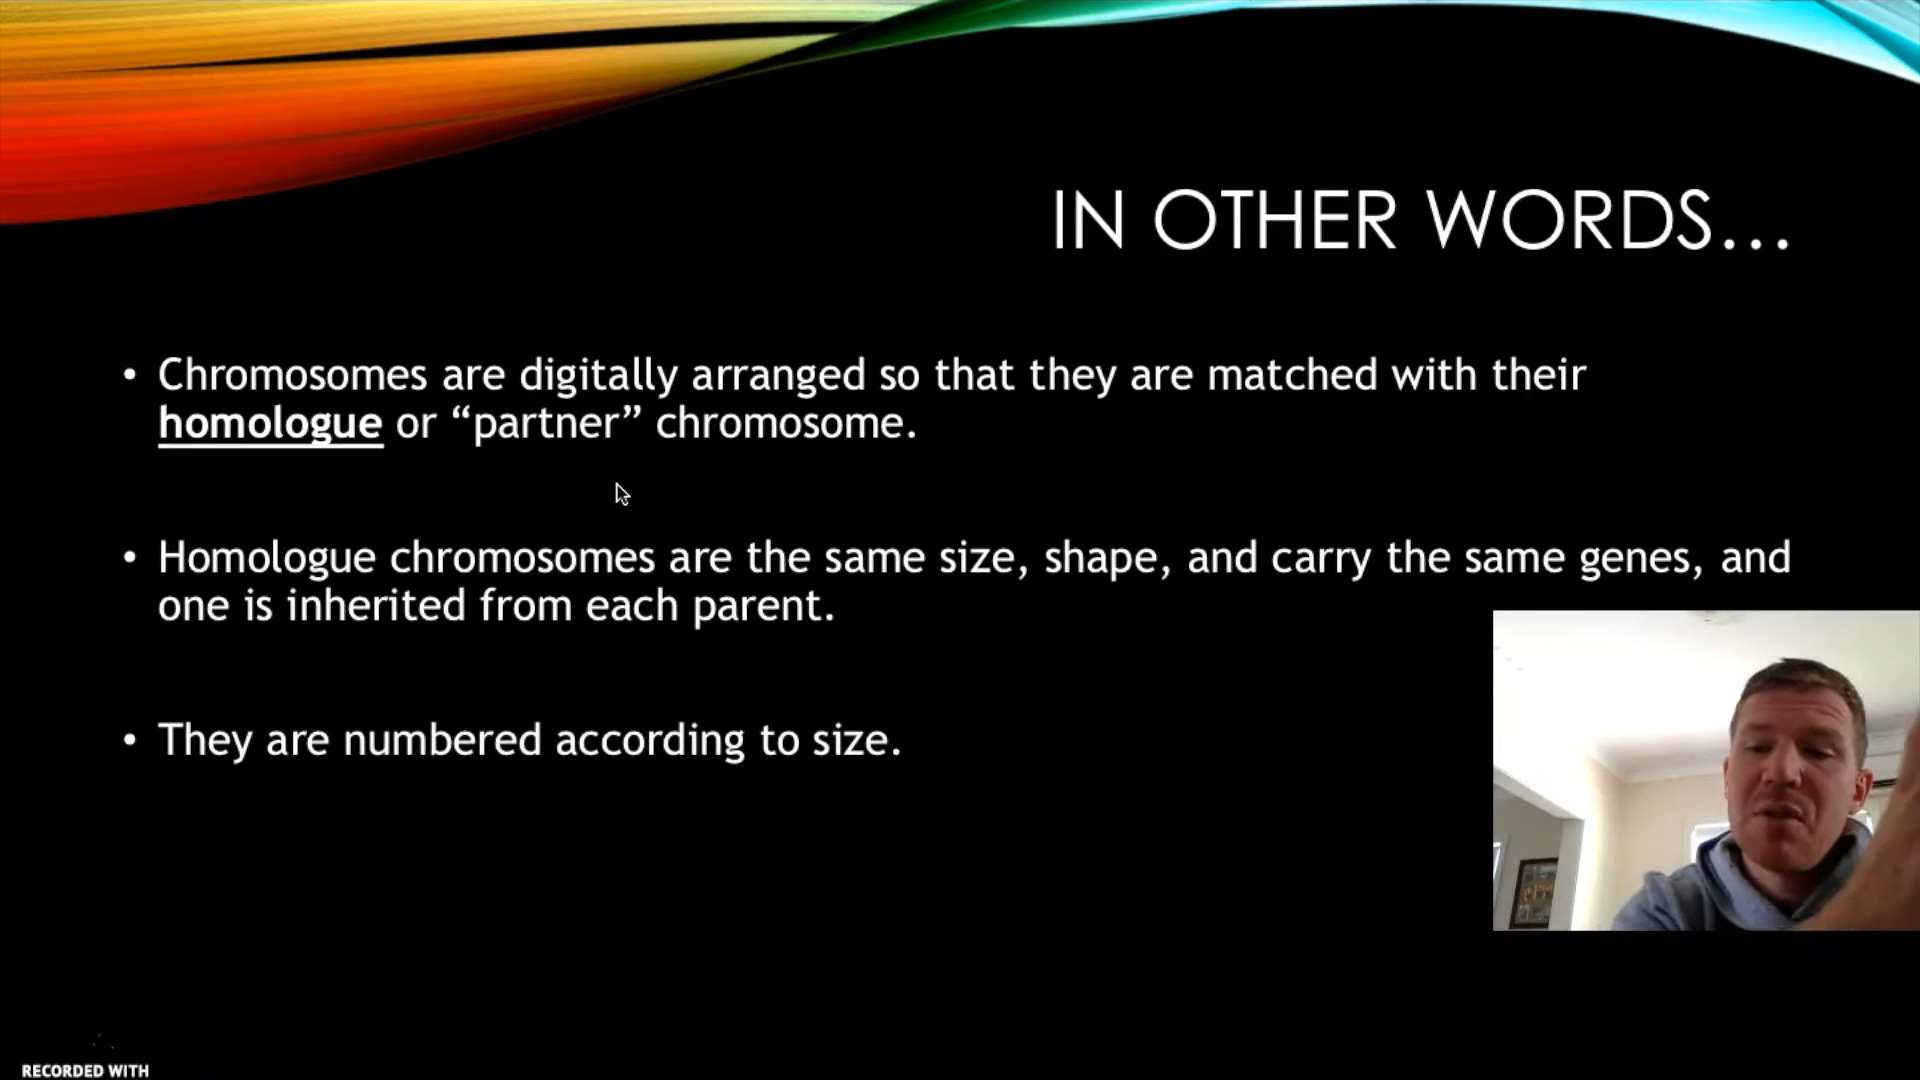 IN OTHER WORDS...
• Chromosomes are digitally arranged so that they are matched with their
homologue or “partner” chromosome.
• Homologue chromosomes are the same size, shape, and carry the same genes, and
one is inherited from each parent.
• They are numbered according to size.
RECORDED WITH